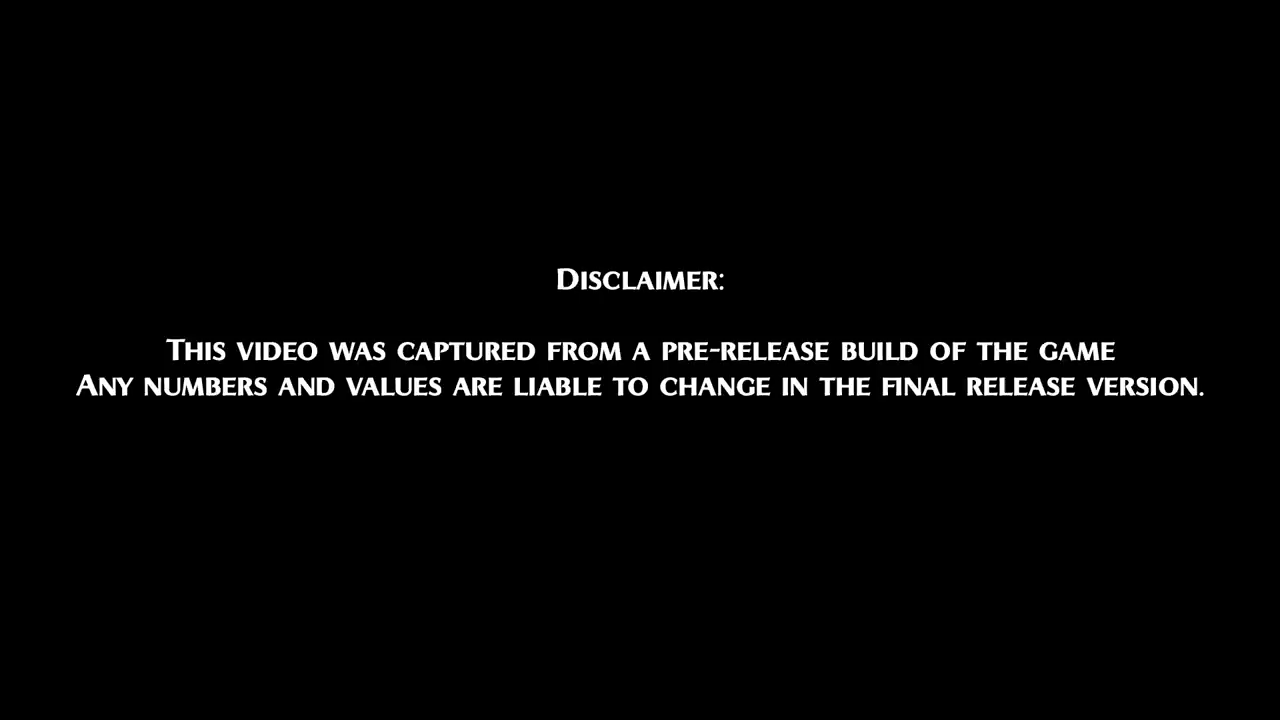 Disclaimer:
This video was captured from a pre-release build of the game
Any numbers and values are liable to change in the final release version.